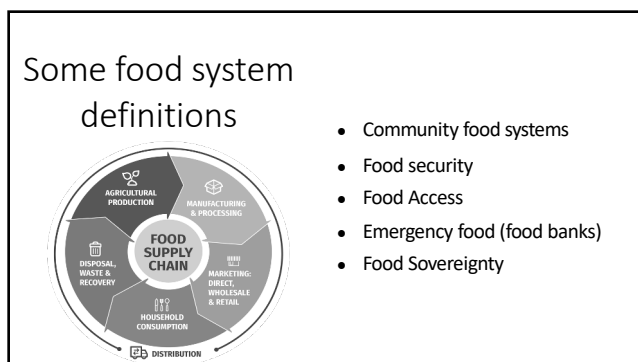 Some food system
definitions
AGRICULTURAL
PRODUCTION
MANUFACTURING
& PROCESSING
MARKETING:
DIRECT,
WHOLESALE
& RETAIL
HOUSEHOLD
CONSUMPTION
DISPOSAL,
WASTE &
RECOVERY
FOOD
SUPPLY
CHAIN
DISTRIBUTION
• Community food systems
• Food security
• Food Access
• Emergency food (food banks)
• Food Sovereignty